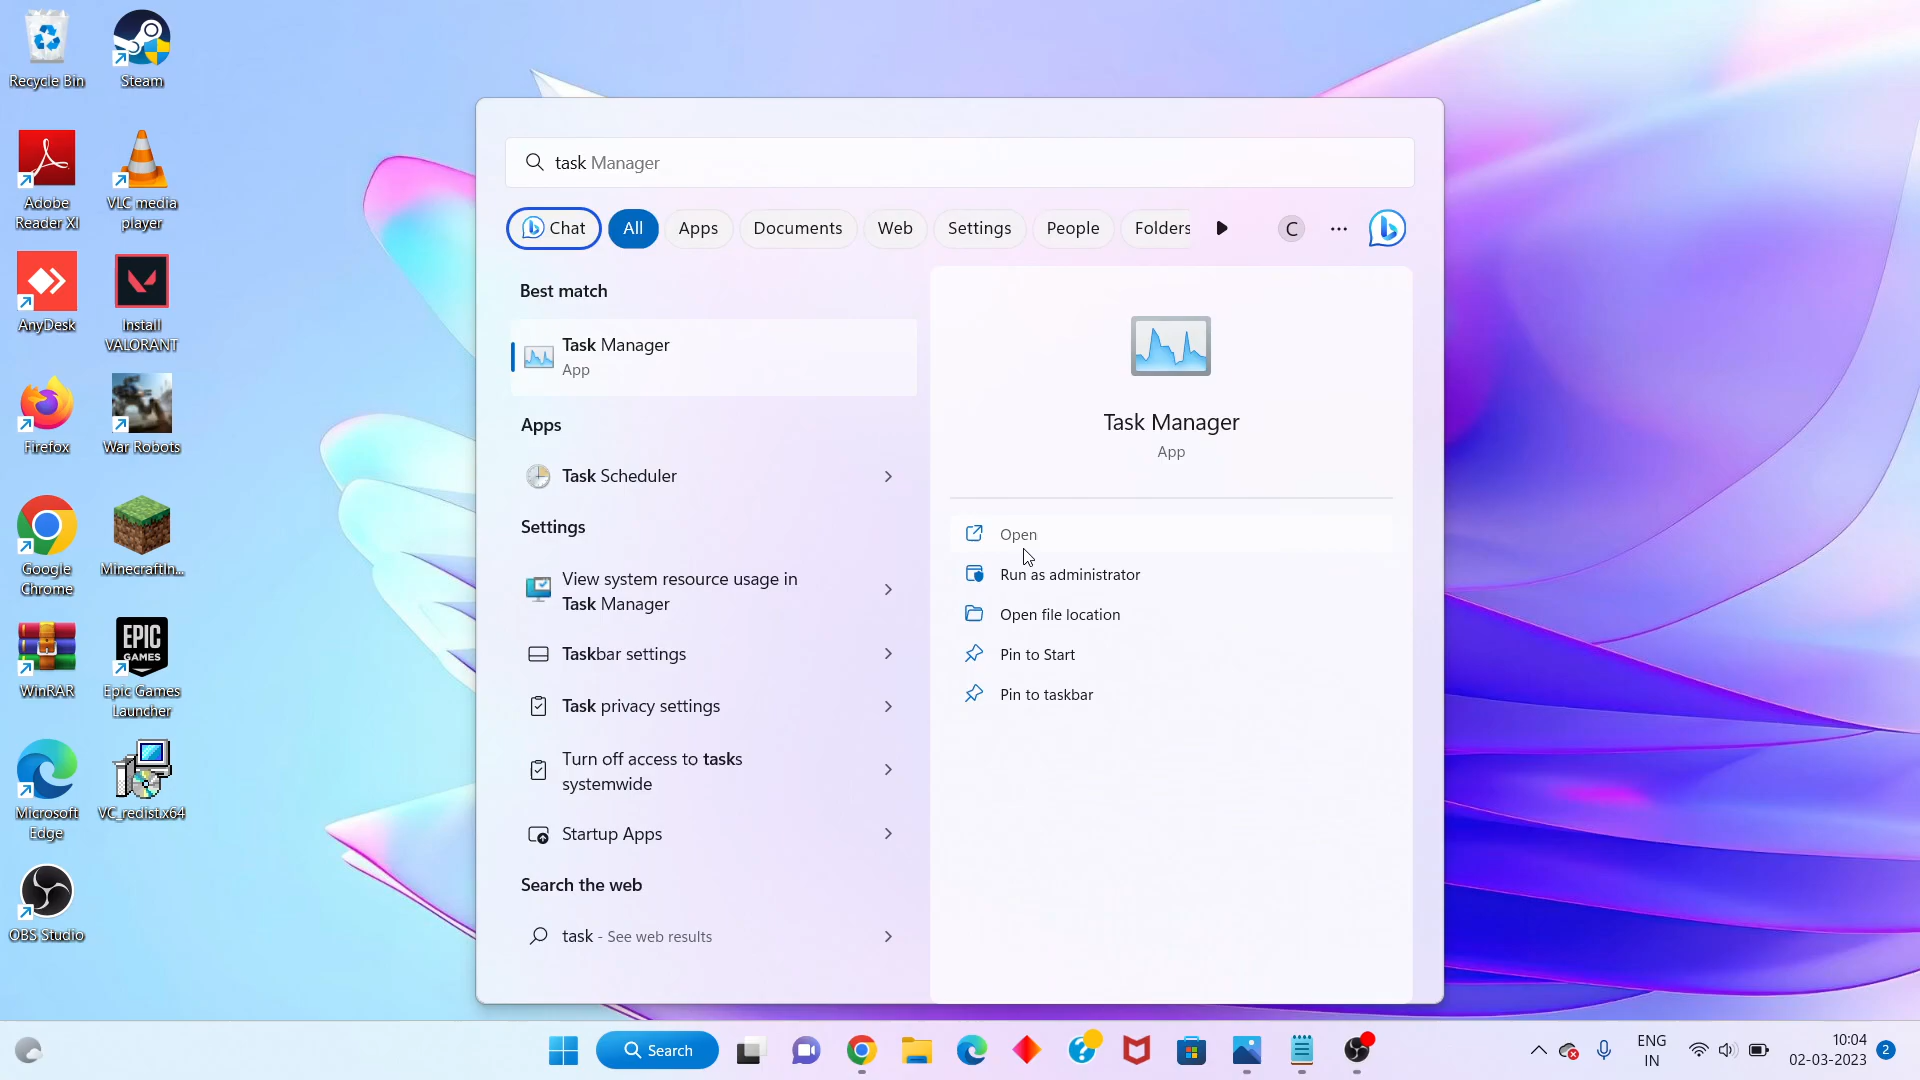 Recycle Bin
Steam
Adobe
Reader XI
VLC media
player
AnyDesk
Install
VALORANT
Firefox
War Robots
Google
Chrome
MinecraftIn...
WinRAR
EPIC
GAMES
Epic Games
Launcher
Microsoft
Edge
VC_redist.x64
OBS Studio
task Manager
Chat
All
Apps
Documents
Web
Settings
People
Folders
C
Best match
Task Manager
App
Apps
Task Scheduler
Settings
View system resource usage in
Task Manager
Taskbar settings
Task privacy settings
Turn off access to tasks
systemwide
Startup Apps
Search the web
task - See web results
Task Manager
App
Open
Run as administrator
Open file location
Pin to Start
Pin to taskbar
Search
ENG
IN
10:04
02-03-2023
2